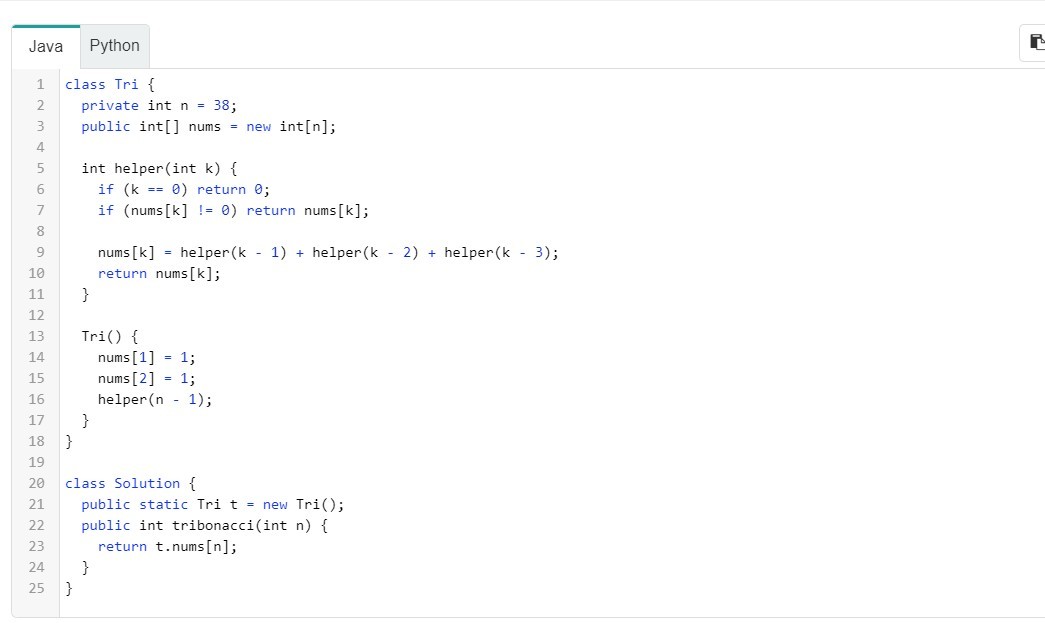 Java Python
1 class Tri {
2   private int n = 38;
3   public int[] nums = new int[n];
4
5   int helper(int k) {
6     if (k == 0) return 0;
7     if (nums[k] != 0) return nums[k];
8
9     nums[k] = helper(k - 1) + helper(k - 2) + helper(k - 3);
10     return nums[k];
11   }
12
13   Tri() {
14     nums[1] = 1;
15     nums[2] = 1;
16     helper(n - 1);
17   }
18 }
19
20 class Solution {
21   public static Tri t = new Tri();
22   public int tribonacci(int n) {
23     return t.nums[n];
24   }
25 }